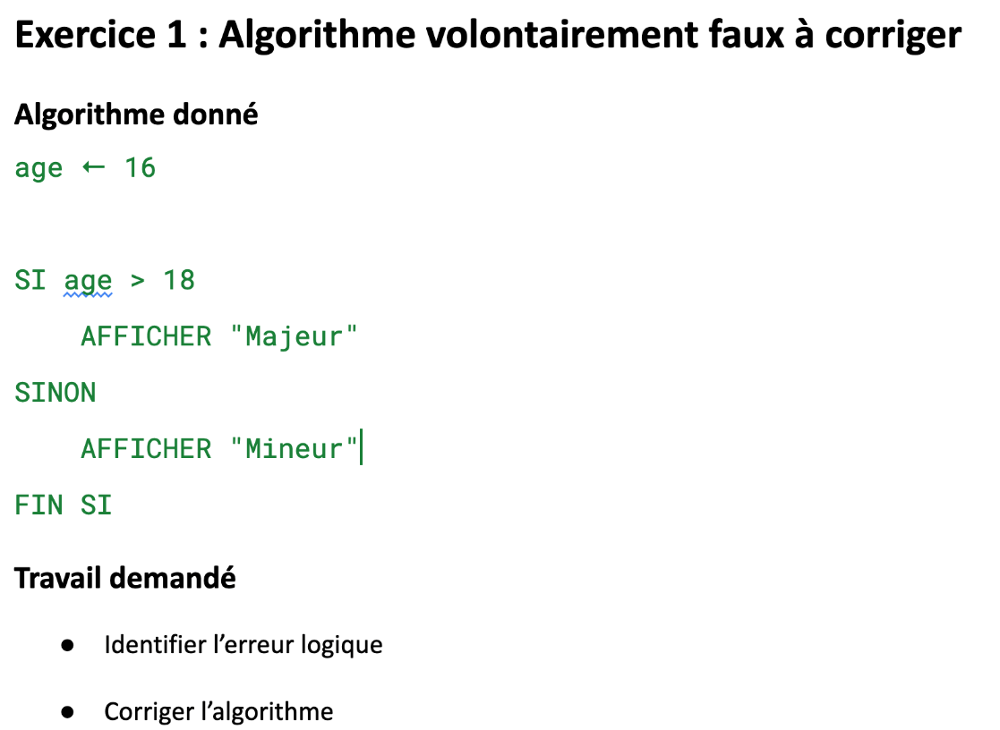 Exercice 1 : Algorithme volontairement faux à corriger
Algorithme donné
age ← 16
SI age > 18
AFFICHER "Majeur"
SINON
AFFICHER "Mineur"
FIN SI
Travail demandé
● Identifier l’erreur logique
● Corriger l’algorithme